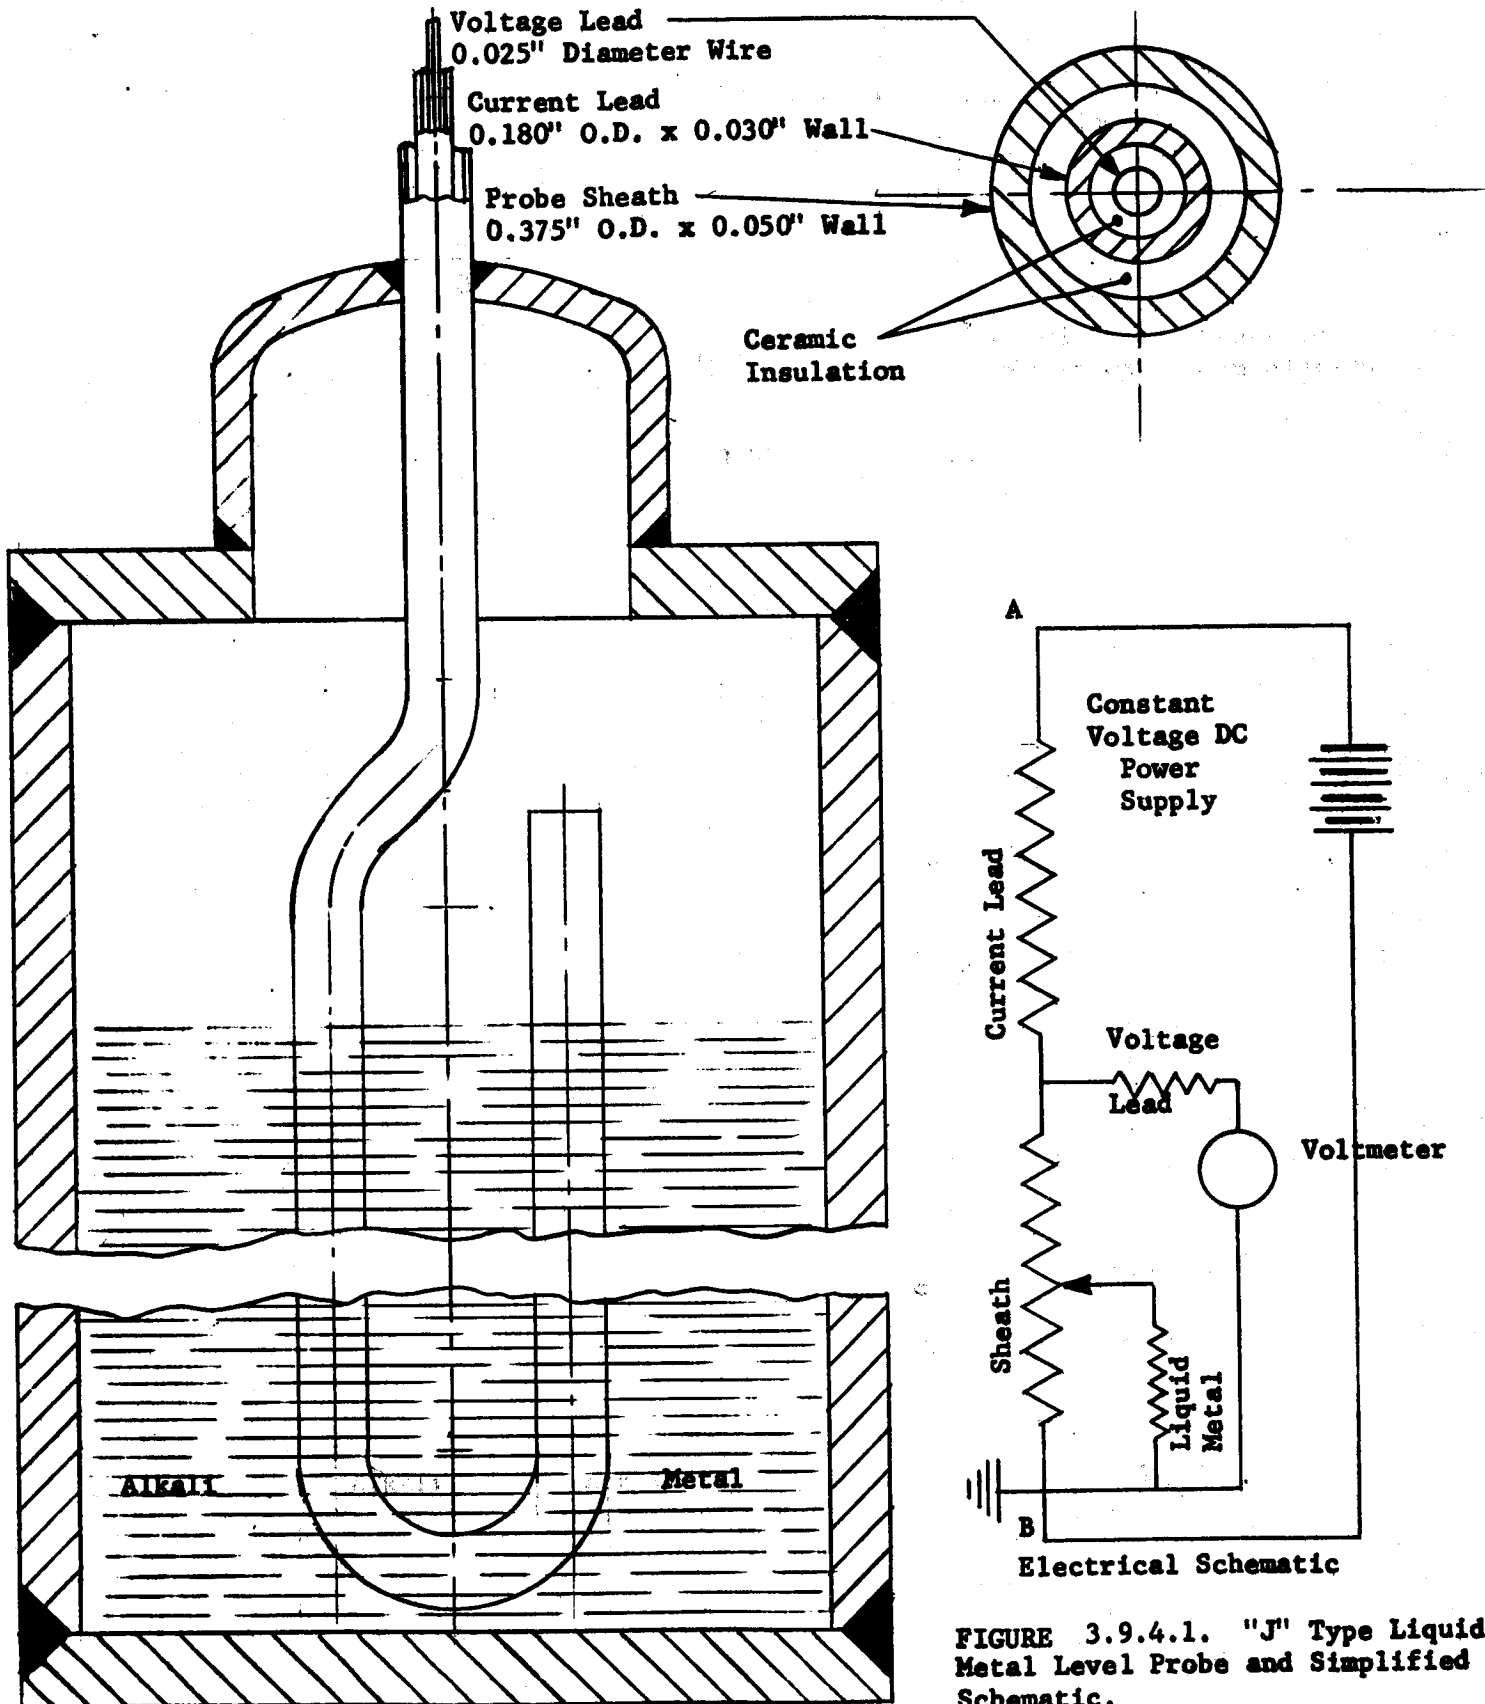 Voltage Lead
0.025" Diameter Wire
Current Lead
0.180" O.D. x 0.030" Wall
Probe Sheath
0.375" O.D. x 0.050" Wall
Ceramic
Insulation
A
Constant
Voltage DC
Power
Supply
Current Lead
Voltage
Lead
Voltmeter
Sheath
Liquid
Metal
Alkali Metal
B
Electrical Schematic
FIGURE 3.9.4.1. "J" Type Liquid
Metal Level Probe and Simplified
Schematic.